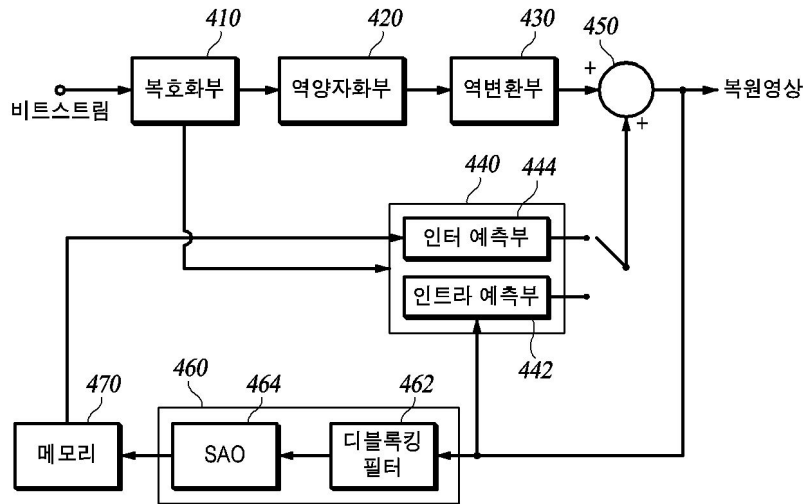 410
420
430
450
복호화부
역양자화부
역변환부
+
+
비트스트림
복원영상
440
444
인터 예측부
인트라 예측부
442
470
460
464
462
메모리
SAO
디블록킹
필터